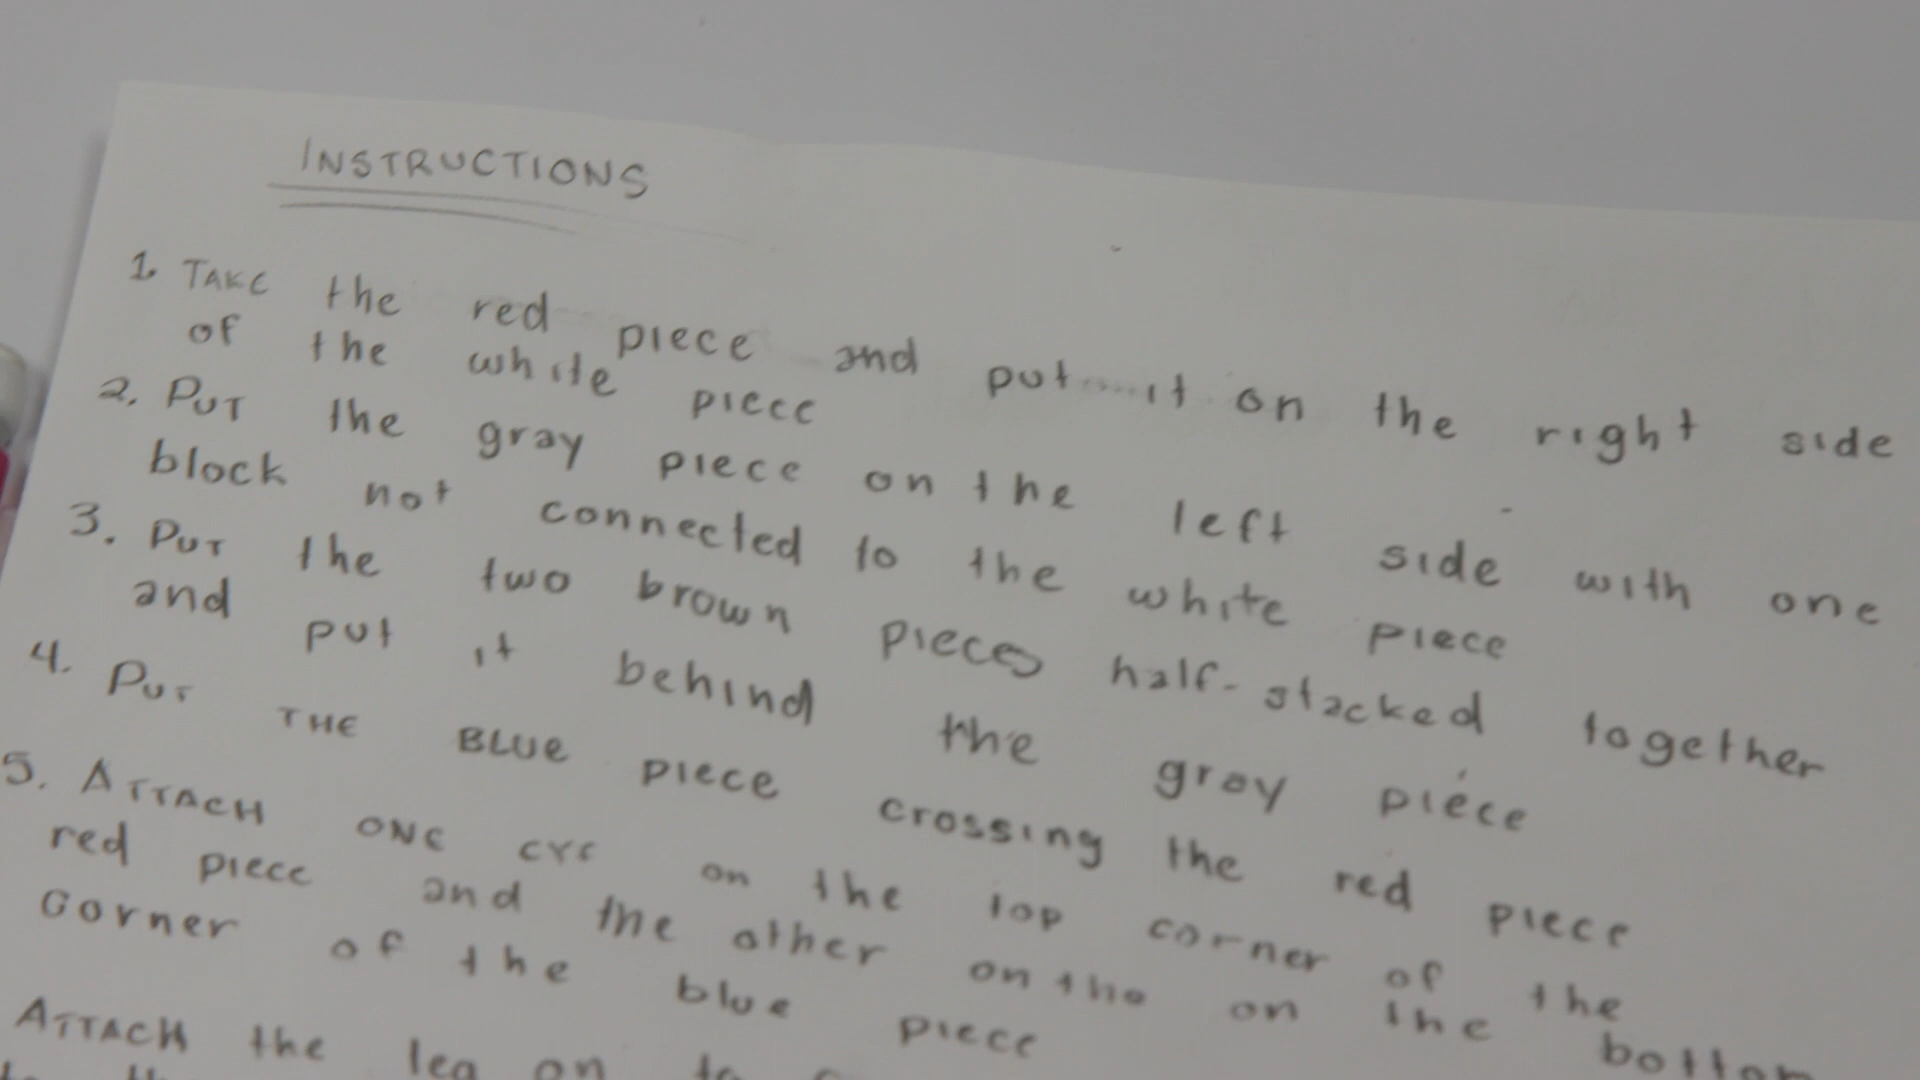 INSTRUCTIONS
1. TAKE the red piece and put it on the right side
of the white piece
2. PUT the gray piece on the left side with one
block not connected to the white piece
3. PUT the two brown pieces half-stacked together
and put it behind the gray piece
4. PUT THE BLUE piece crossing the red piece
5. ATTACH ONE EYE on the top corner of the
red piece and the other on the on the bottom
corner of the blue piece
ATTACH the leg on